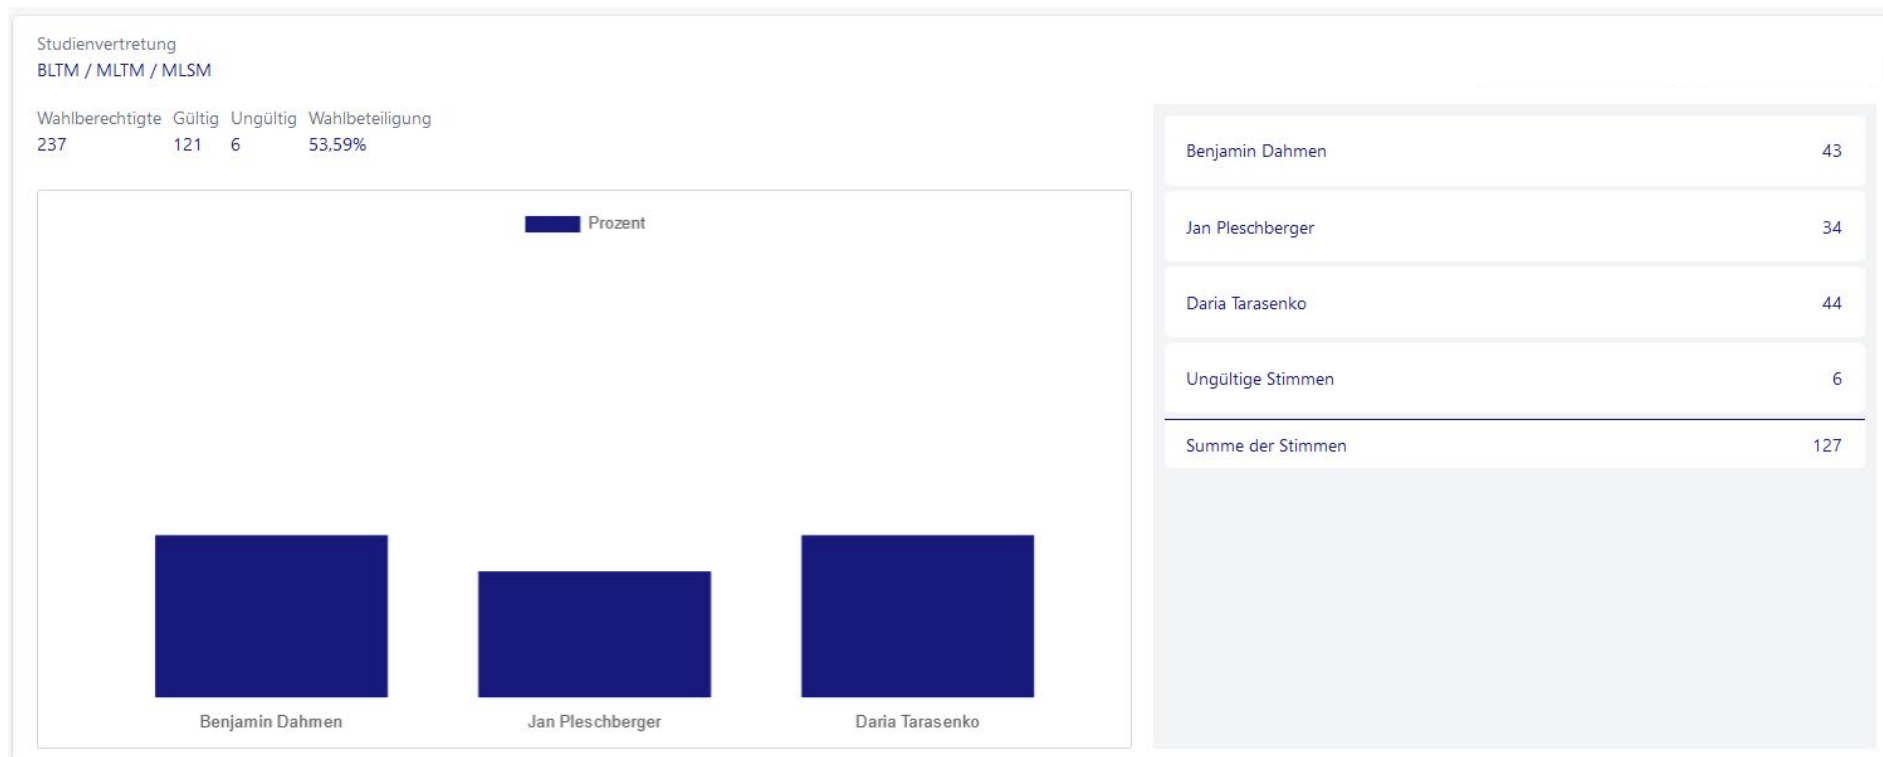 Studienvertretung
BLTM / MLTM / MLSM
Wahlberechtigte Gültig Ungültig Wahlbeteiligung
237 121 6 53,59%
Prozent
Benjamin Dahmen Jan Pleschberger Daria Tarasenko
Benjamin Dahmen 43
Jan Pleschberger 34
Daria Tarasenko 44
Ungültige Stimmen 6
Summe der Stimmen 127